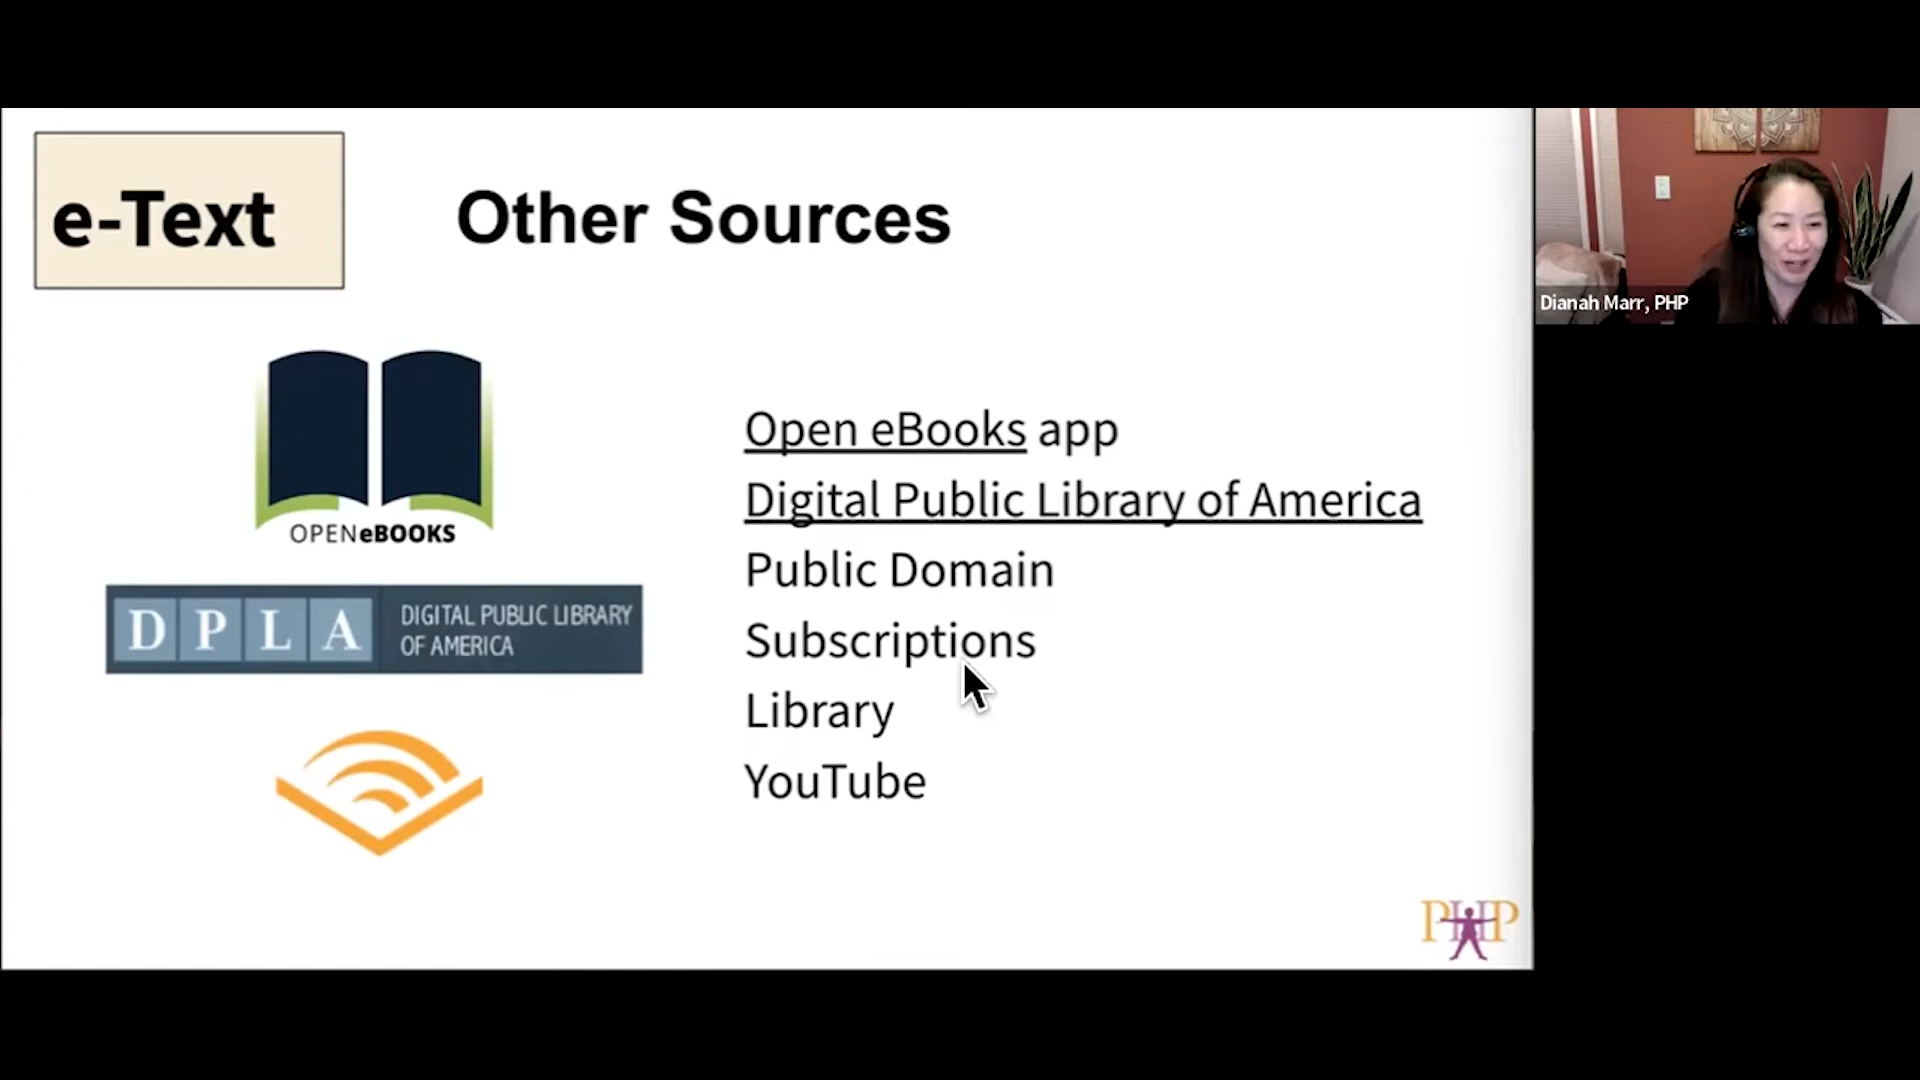 e-Text
Other Sources
Dianah Marr, PHP
OPENeBOOKS
DPLA
DIGITAL PUBLIC LIBRARY
OF AMERICA
Open eBooks app
Digital Public Library of America
Public Domain
Subscriptions
Library
YouTube
PHP